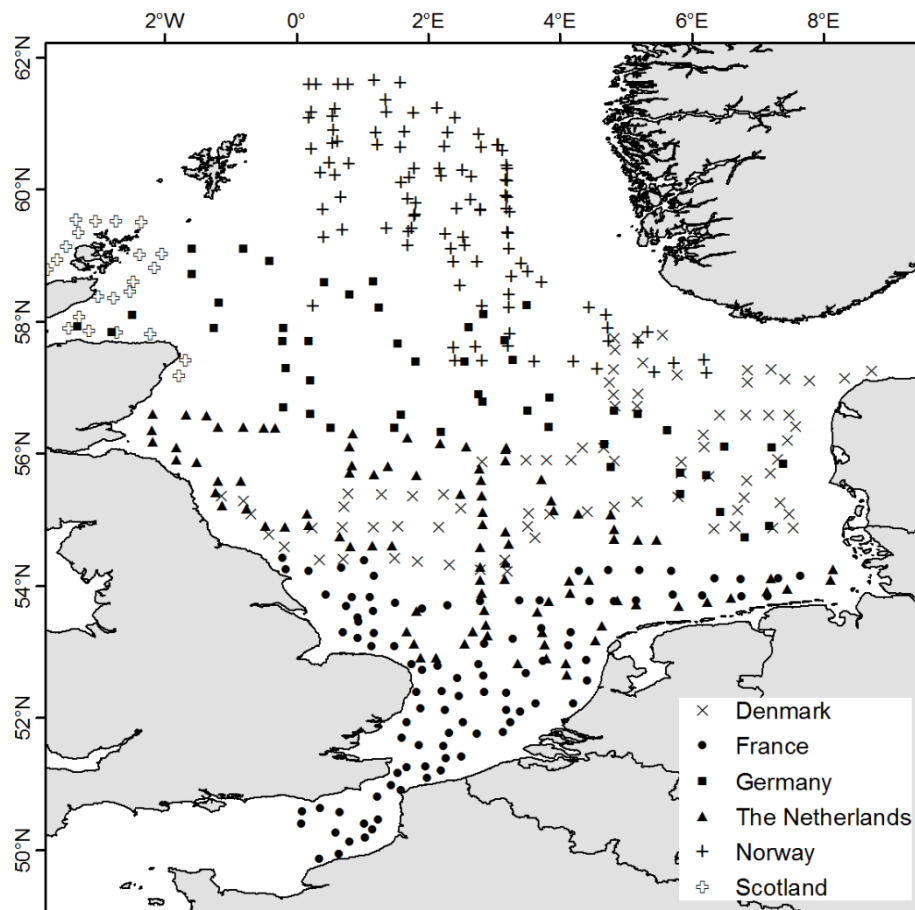 2°W 0° 2°E 4°E 6°E 8°E
62°N
60°N
58°N
56°N
54°N
52°N
50°N
Denmark
France
Germany
The Netherlands
Norway
Scotland